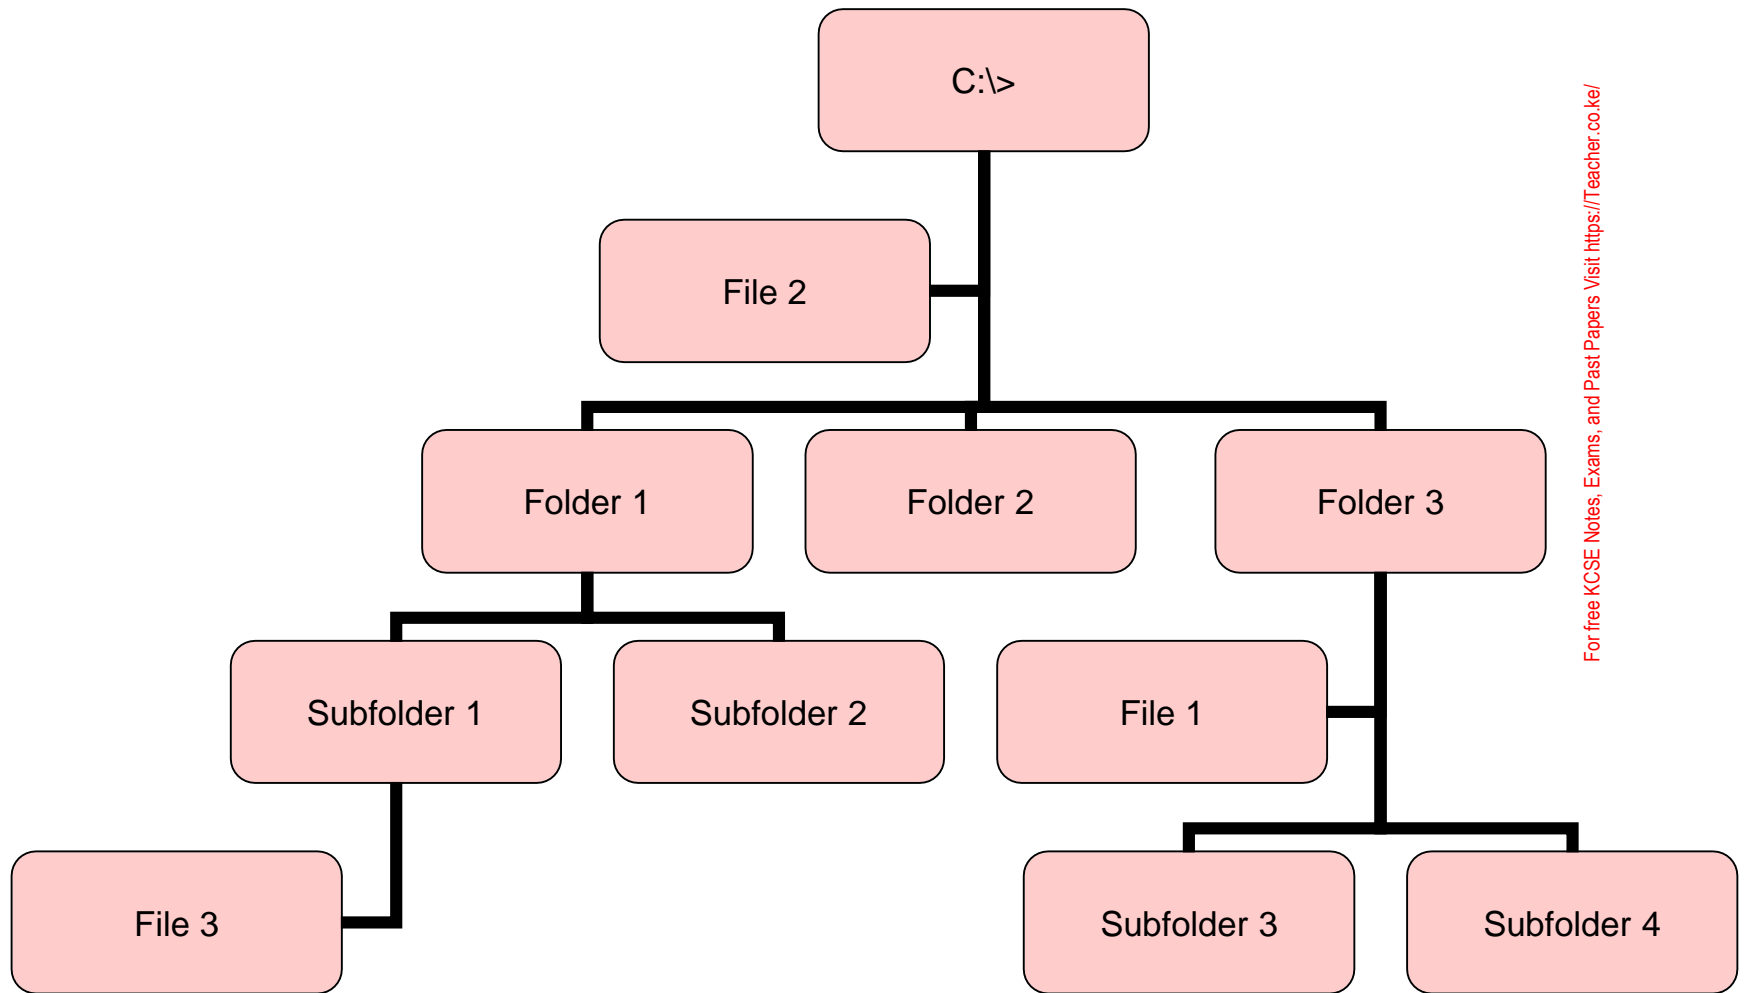 C:\>
File 2
Folder 1
Folder 2
Folder 3
Subfolder 1
Subfolder 2
File 1
File 3
Subfolder 3
Subfolder 4
For free KCSE Notes, Exams, and Past Papers Visit https://Teacher.co.ke/